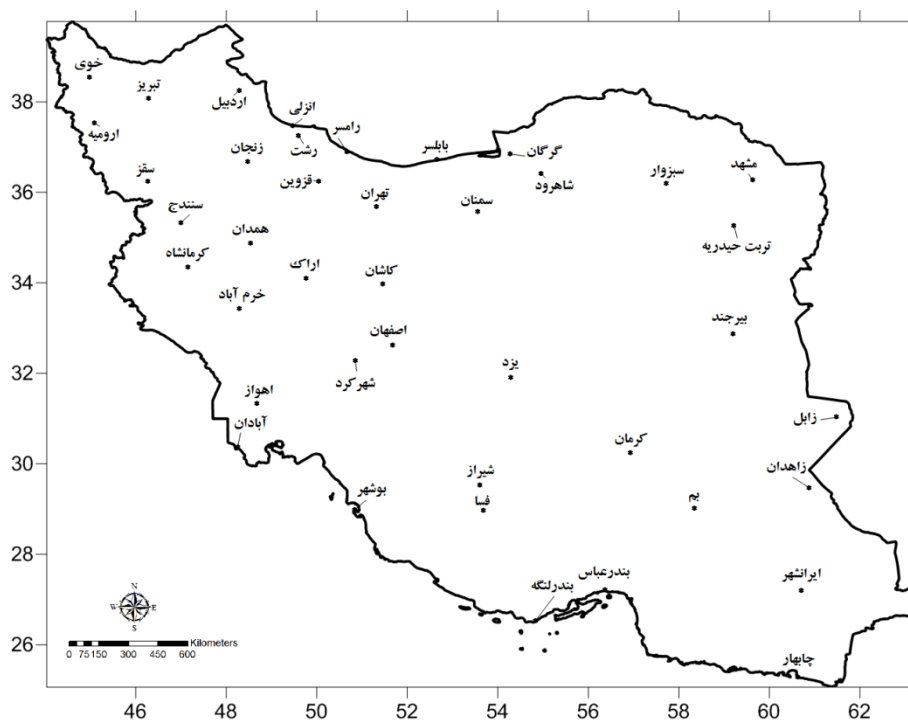 خوی
تبریز
اردبیل
ارومیه
انزلی
رامسر
رشت
بابلسر
گرگان
شاهرود
سبزوار
مشهد
زنجان
قزوین
سقز
سنندج
تهران
سمنان
تربت حیدریه
همدان
کرمانشاه
اراک
کاشان
خرم آباد
بیرجند
اصفهان
شهرکرد
یزد
اهواز
آبادان
زابل
کرمان
زاهدان
شیراز
فسا
بم
بوشهر
بندرعباس
بندرلنگه
ایرانشهر
چابهار
38
36
34
32
30
28
26
N
W E
S
Kilometers
0 75 150 300 450 600
46 48 50 52 54 56 58 60 62